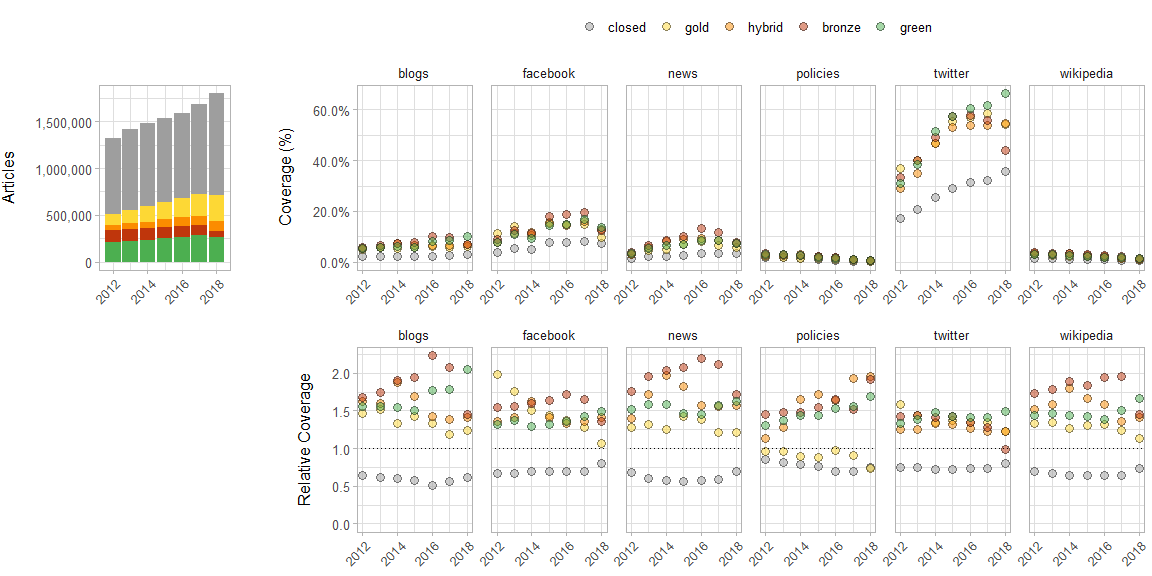 closed gold hybrid bronze green
blogs facebook news policies twitter wikipedia
Articles
1,500,000
1,000,000
500,000
0
2012 2014 2016 2018
Coverage (%)
60.0%
40.0%
20.0%
0.0%
2012 2014 2016 2018 2012 2014 2016 2018 2012 2014 2016 2018 2012 2014 2016 2018 2012 2014 2016 2018 2012 2014 2016 2018
blogs facebook news policies twitter wikipedia
Relative Coverage
2.0
1.5
1.0
0.5
0.0
2012 2014 2016 2018 2012 2014 2016 2018 2012 2014 2016 2018 2012 2014 2016 2018 2012 2014 2016 2018 2012 2014 2016 2018